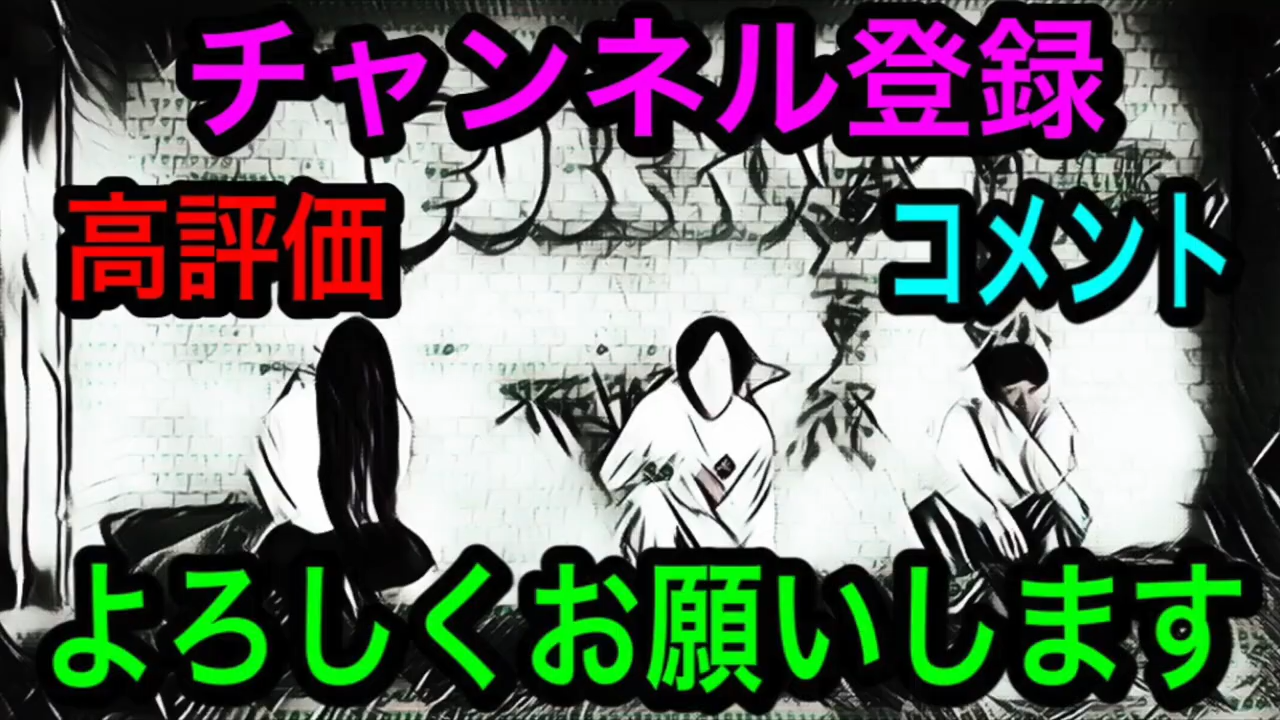 チャンネル登録
高評価
コメント
よろしくお願いします